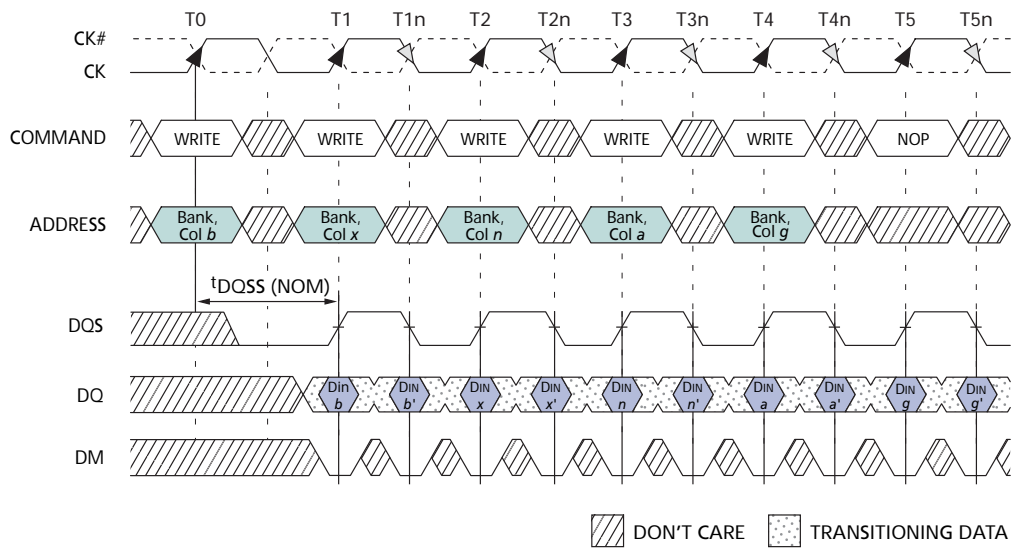 T0 T1 T1n T2 T2n T3 T3n T4 T4n T5 T5n
CK#
CK
COMMAND WRITE WRITE WRITE WRITE WRITE NOP
ADDRESS Bank, Col b Bank, Col x Bank, Col n Bank, Col a Bank, Col g
tDQSS (NOM)
DQS
DQ Din b DIN b' DIN x DIN x' DIN n DIN n' DIN a DIN a' DIN g DIN g'
DM
DON'T CARE TRANSITIONING DATA